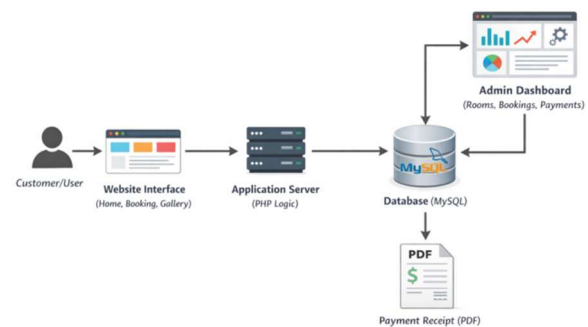 Admin Dashboard
(Rooms, Bookings, Payments)
Customer/User
Website Interface
(Home, Booking, Gallery)
Application Server
(PHP Logic)
MySQL
Database (MySQL)
PDF
$
Payment Receipt (PDF)